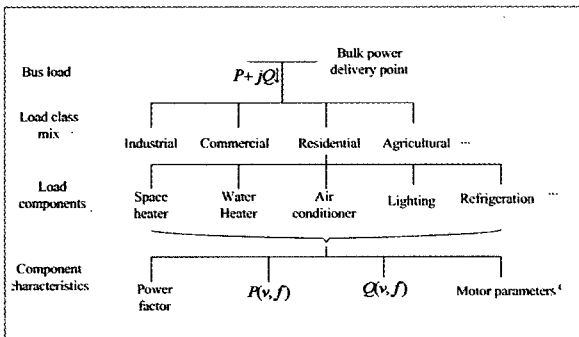 Bus load
P+ jQ
Bulk power
delivery point
Load class
mix
Industrial Commercial Residential Agricultural ...
Load
components
Space
heater
Water
Heater
Air
conditioner
Lighting
Refrigeration ...
Component
characteristics
Power
factor
P(v, f)
Q(v, f)
Motor parameters